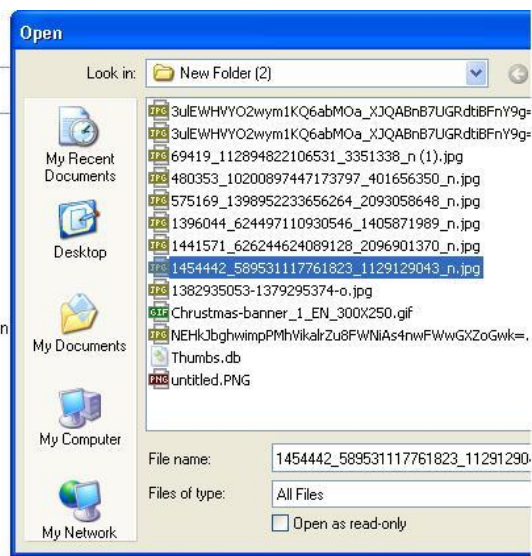 Open
Look in:
New Folder (2)
My Recent
Documents
Desktop
My Documents
My Computer
My Network
3ulEWHVYO2wym1KQ6abMOa_XJQABnB7UGRdtiBFnY9g=
3ulEWHVYO2wym1KQ6abMOa_XJQABnB7UGRdtiBFnY9g=
69419_112894822106531_3351338_n (1).jpg
480353_10200897447173797_401656350_n.jpg
575169_1398952233656264_2093058648_n.jpg
1396044_624497110930546_1405871989_n.jpg
1441571_626244624089128_2096901370_n.jpg
1454442_589531117761823_1129129043_n.jpg
1382935053-1379295374-o.jpg
Chrustmas-banner_1_EN_300X250.gif
NEHkJbghwimpPMhVikalrZu8FWNiAs4nwFWwGXZoGwk=.
Thumbs.db
untitled.PNG
File name:
1454442_589531117761823_11291290
Files of type:
All Files
Open as read-only
n